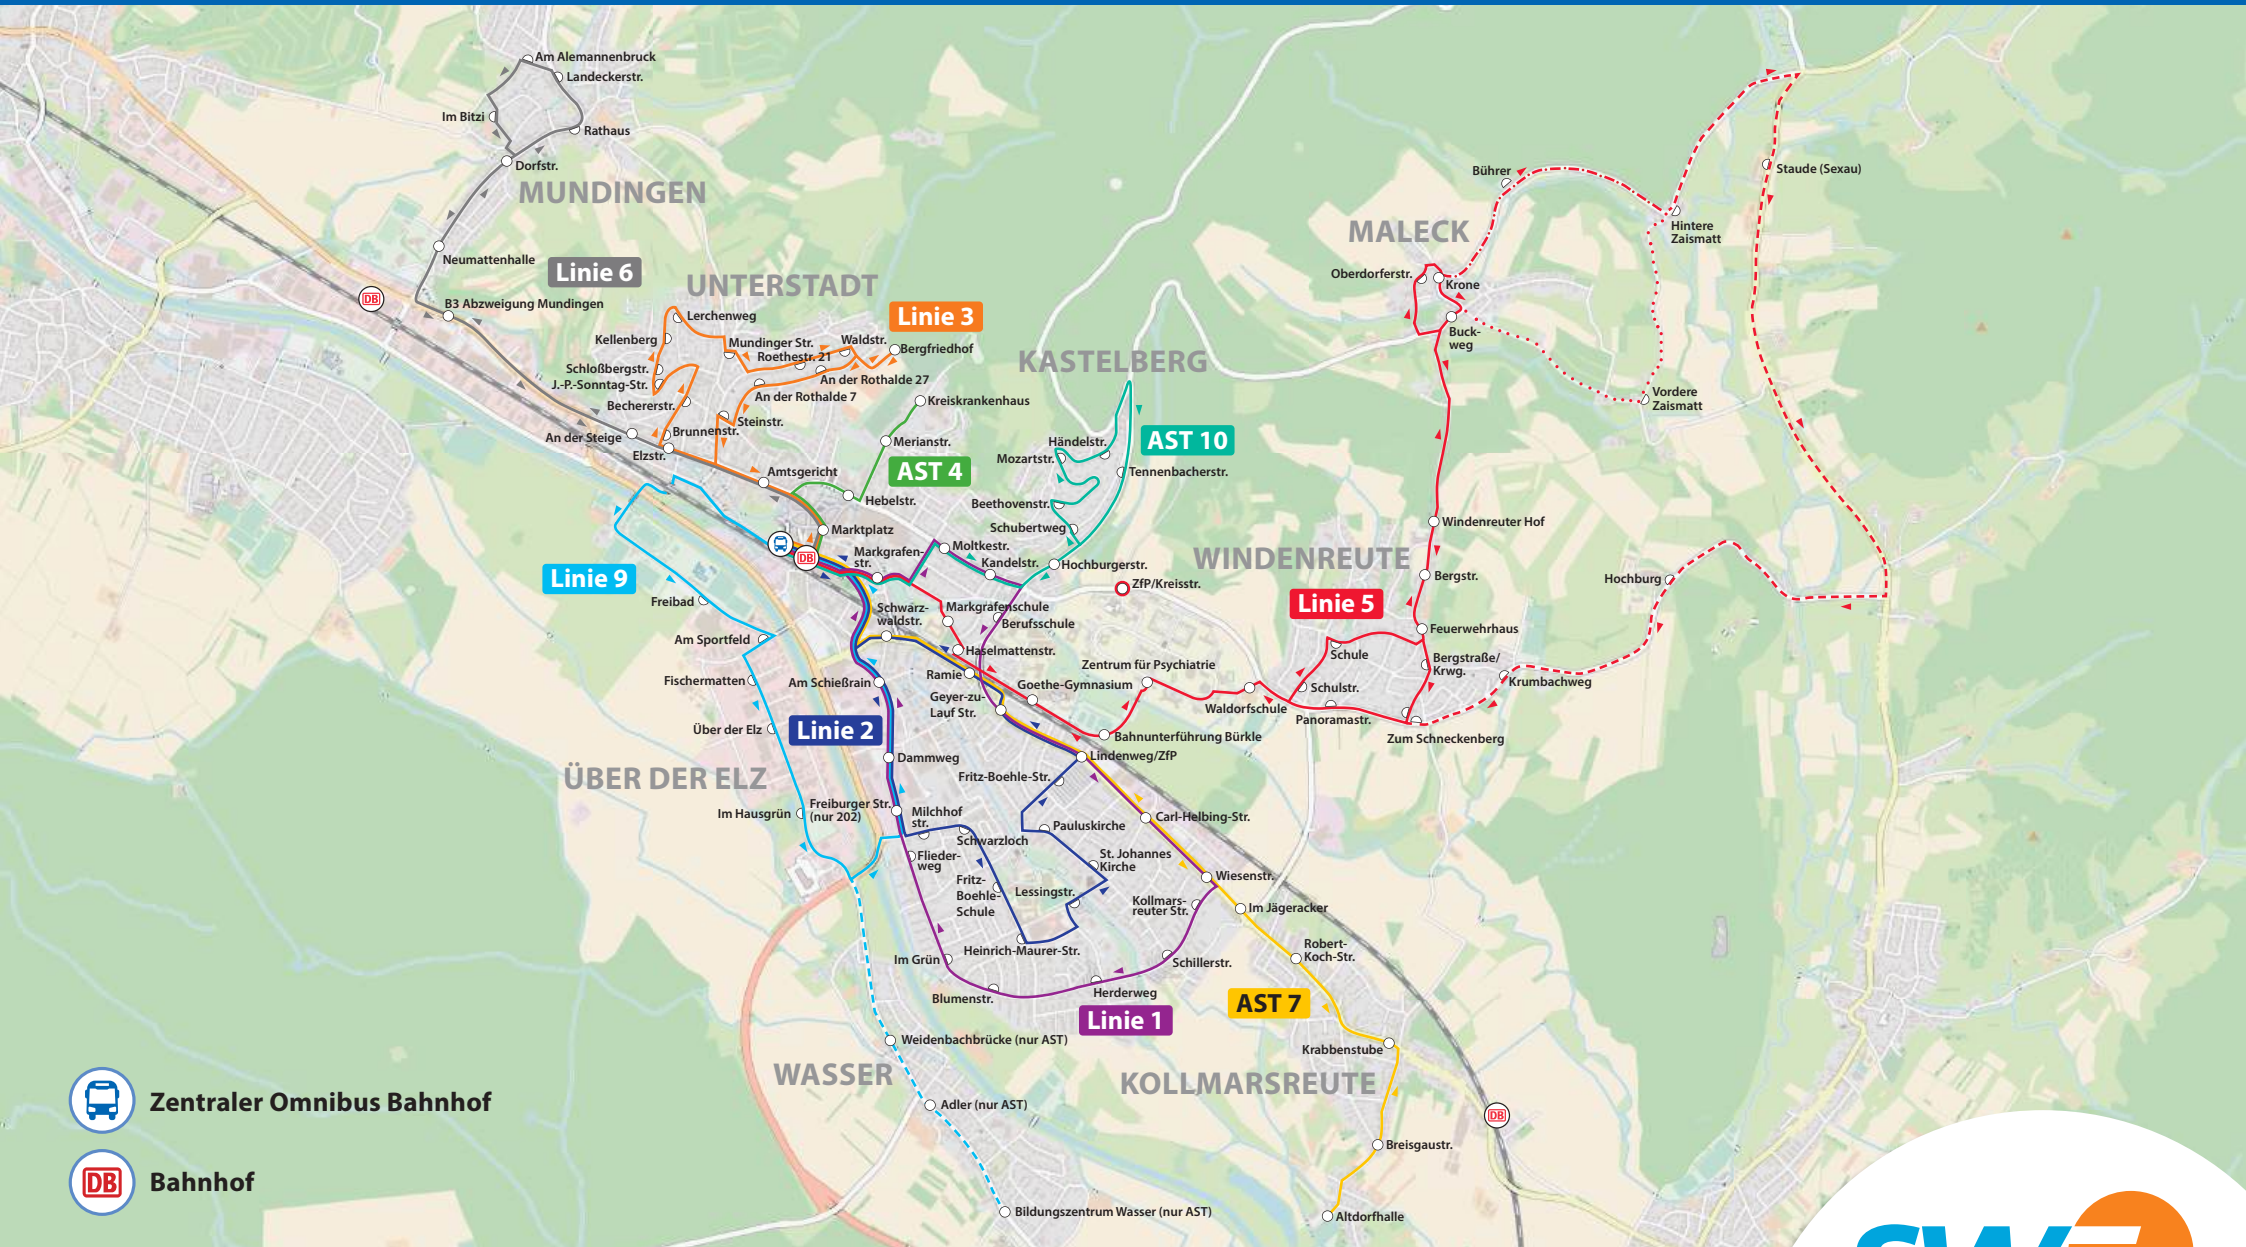 Am Alemannenbruck
Landeckerstr.
Im Bitzi
Rathaus
Dorfstr.
MUNDINGEN
Neumattenhalle
Linie 6
DB
B3 Abzweigung Mundingen
UNTERSTADT
Lerchenweg
Linie 3
Kellenberg
Mundinger Str.
Waldstr.
Roethestr. 21
Bergfriedhof
Schloßbergstr.
J.-P.-Sonntag-Str.
An der Rothalde 27
An der Rothalde 7
Bechererstr.
Steinstr.
Brunnenstr.
An der Steige
Elzstr.
Amtsgericht
Kreiskrankenhaus
Merianstr.
AST 4
Hebelstr.
Marktplatz
DB
KASTELBERG
Händelstr.
AST 10
Mozartstr.
Tennenbacherstr.
Beethovenstr.
Schubertweg
Moltkestr.
Markgrafen-
str.
Kandelstr.
Hochburgerstr.
ZfP/Kreisstr.
Schwarz-
waldstr.
Markgrafenschule
Berufsschule
Haselmattenstr.
Ramie
Zentrum für Psychiatrie
Goethe-Gymnasium
Geyer-zu-
Lauf Str.
Bahnunterführung Bürkle
Lindenweg/ZfP
MALECK
Bührer
Hintere
Zaismatt
Staude (Sexau)
Oberdorferstr.
Krone
Buck-
weg
Vordere
Zaismatt
Windenreuter Hof
WINDENREUTE
Bergstr.
Linie 5
Feuerwehrhaus
Hochburg
Schule
Bergstraße/
Krwg.
Krumbachweg
Schulstr.
Waldorfschule
Panoramastr.
Zum Schneckenberg
Linie 9
Freibad
Am Sportfeld
Fischermatten
Am Schießrain
Über der Elz
Linie 2
Dammweg
ÜBER DER ELZ
Im Hausgrün
Freiburger Str.
(nur 202)
Milchhof
str.
Schwarzloch
Flieder-
weg
Fritz-Boehle-Str.
Pauluskirche
St. Johannes
Kirche
Fritz-
Boehle-
Schule
Lessingstr.
Kollmars-
reuter Str.
Carl-Helbing-Str.
Wiesenstr.
Im Jägeracker
Heinrich-Maurer-Str.
Im Grün
Blumenstr.
Herderweg
Schillerstr.
Linie 1
Robert-
Koch-Str.
AST 7
Krabbenstube
KOLLMARSREUTE
DB
Breisgaustr.
Altdorfhalle
WASSER
Weidenbachbrücke (nur AST)
Adler (nur AST)
Bildungszentrum Wasser (nur AST)
Zentraler Omnibus Bahnhof
DB Bahnhof